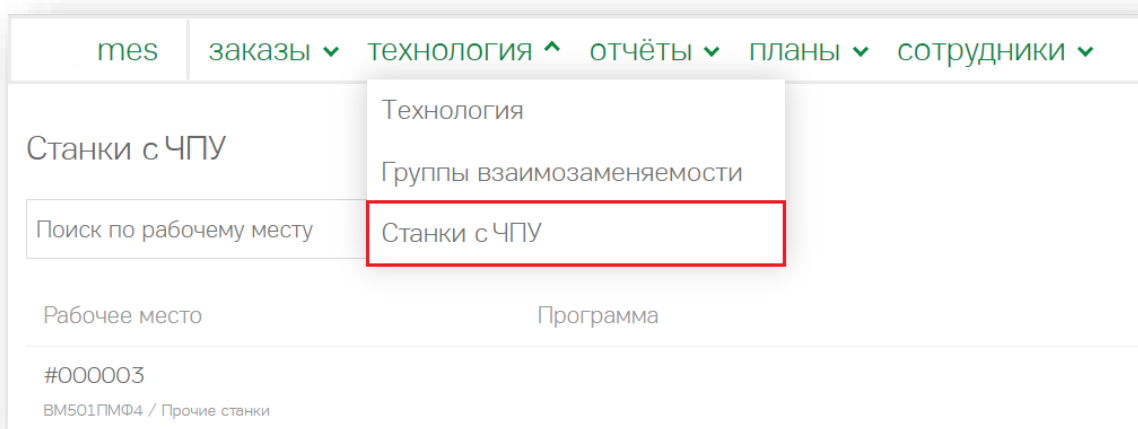 mes заказы технология отчёты планы сотрудники
Технология
Станки с ЧПУ
Группы взаимозаменяемости
Поиск по рабочему месту
Станки с ЧПУ
Рабочее место Программа
#000003
ВМ501ПМФ4 / Прочие станки